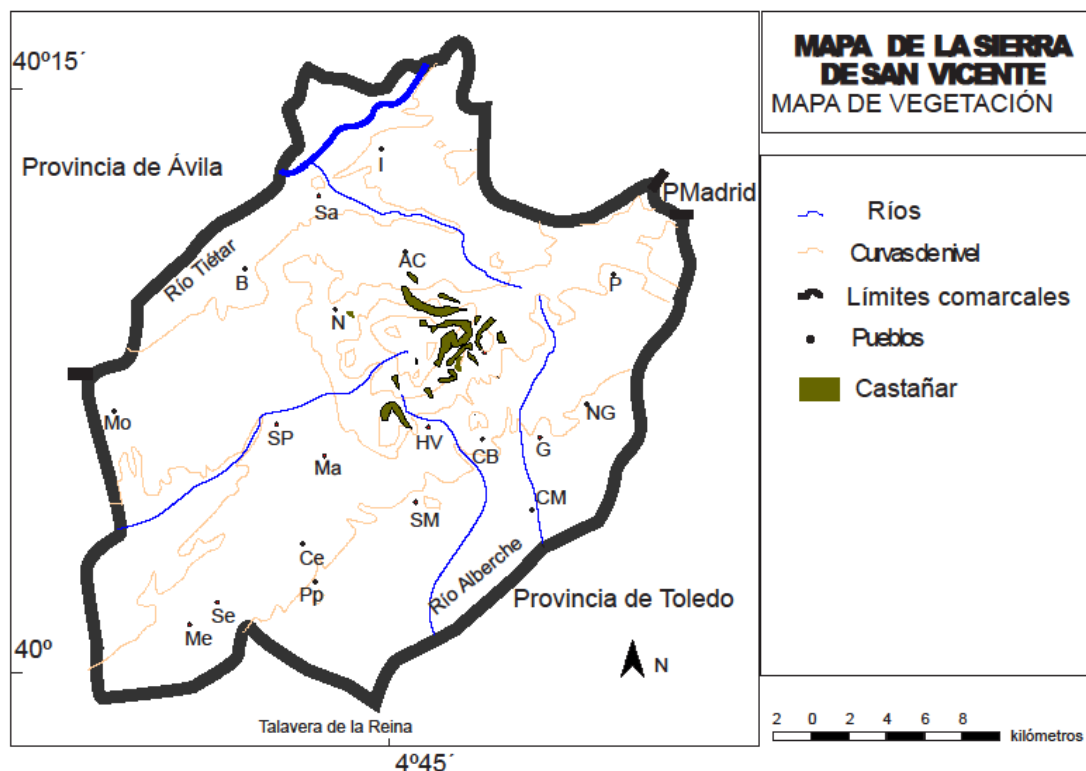 40º15´
Provincia de Ávila
I
PMadrid
Sa
Río Tiétar
B
AC
P
N
Mo
SP
HV
CB
NG
G
Ma
SM
CM
Ce
Pp
Río Alberche
Se
Me
Provincia de Toledo
40º
N
Talavera de la Reina
4º45´
MAPA DE LA SIERRA
DE SAN VICENTE
MAPA DE VEGETACIÓN
Ríos
Curvas de nivel
Límites comarcales
Pueblos
Castañar
2 0 2 4 6 8
kilómetros